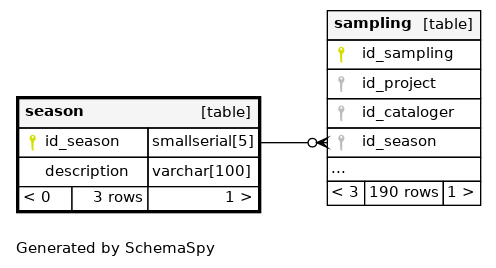 sampling [table]
id_sampling
id_project
id_cataloger
id_season
...
< 3 190 rows 1 >
season [table]
id_season smallserial[5]
description varchar[100]
< 0 3 rows 1 >
Generated by SchemaSpy